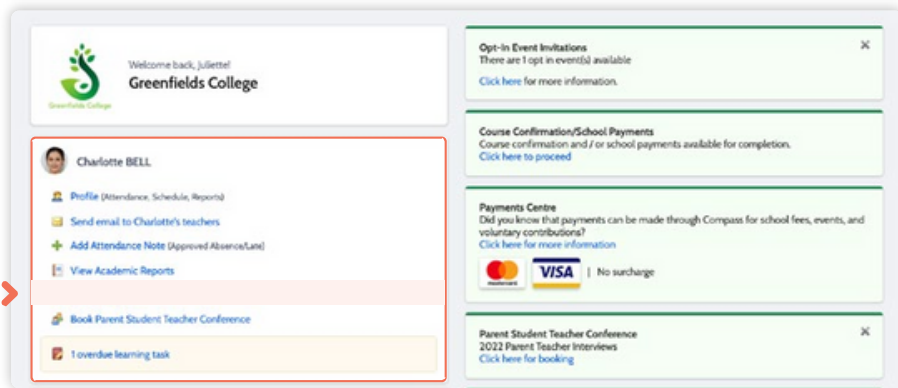 Welcome back, Juliette!
Greenfields College
Greenfields College
Charlotte BELL
Profile (Attendance, Schedule, Reports)
Send email to Charlotte's teachers
Add Attendance Note (Approved Absence/Late)
View Academic Reports
Book Parent Student Teacher Conference
1 overdue learning task
Opt-In Event Invitations
There are 1 opt in event(s) available
Click here for more information.
Course Confirmation/School Payments
Course confirmation and / or school payments available for completion.
Click here to proceed
Payments Centre
Did you know that payments can be made through Compass for school fees, events, and
voluntary contributions?
Click here for more information
mastercard VISA | No surcharge
Parent Student Teacher Conference
2022 Parent Teacher Interviews
Click here for booking